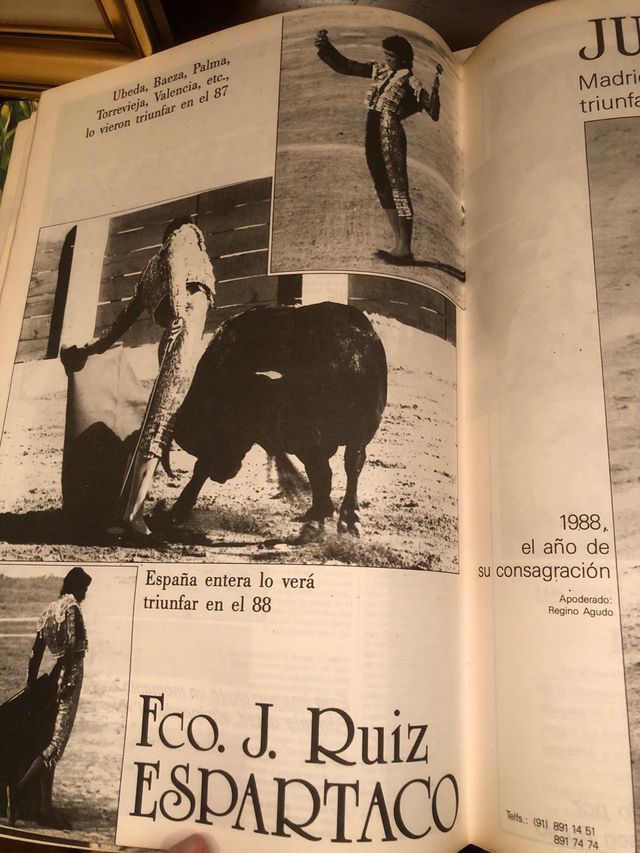 Ubeda, Baeza, Palma,
Torrevieja, Valencia, etc.,
lo vieron triunfar en el 87
España entera lo verá
triunfar en el 88
Fco. J. Ruiz
ESPARTACO
JU
Madri
triunfa
1988,
el año de
su consagración
Apoderado:
Regino Agudo
Telfs.: (91) 891 14 51
891 74 74